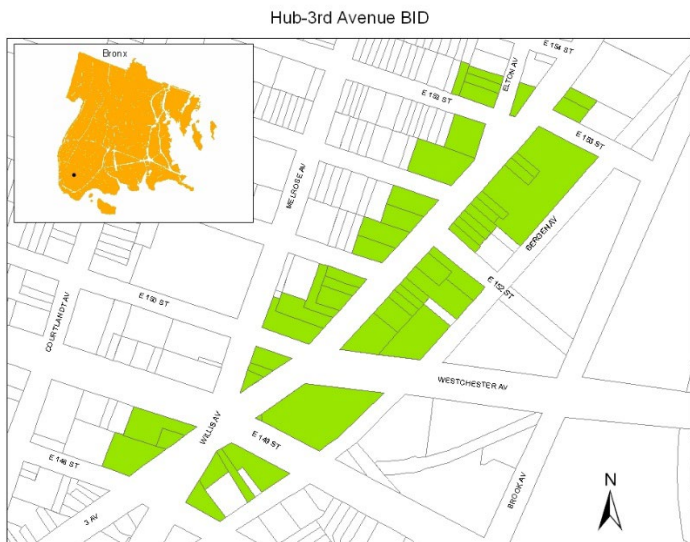 Hub-3rd Avenue BID
Bronx
E 154 ST
ELTON AV
E 153 ST
E 153 ST
MELROSE AV
BERGEN AV
E 152 ST
E 150 ST
COURTLANDT AV
WESTCHESTER AV
WILLIS AV
E 149 ST
E 148 ST
BROOK AV
3 AV
N